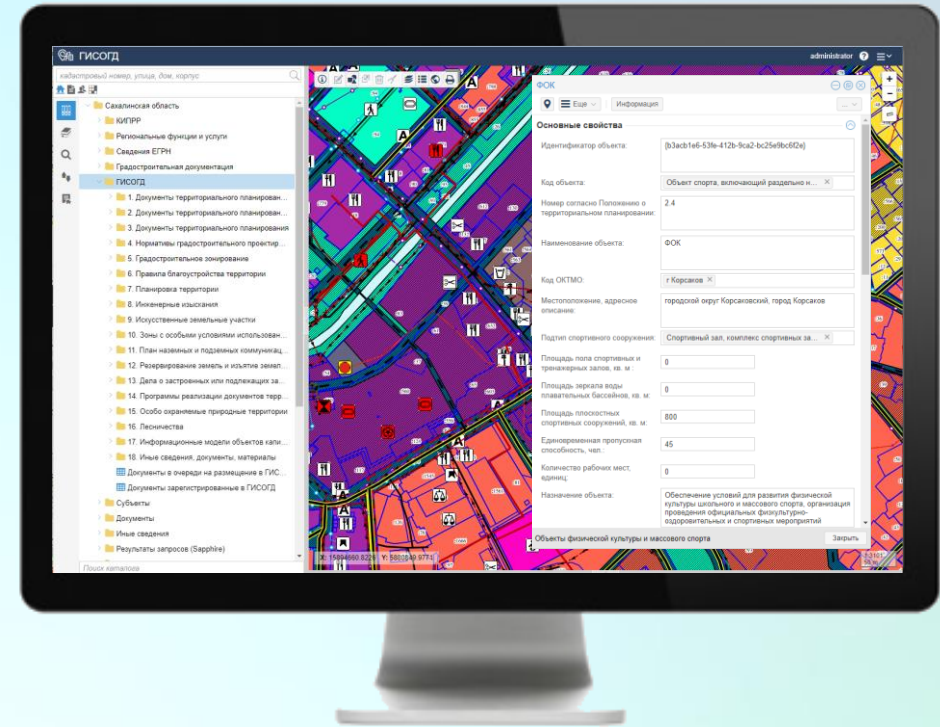 ГИСОГД
administrator
кадастровый номер, улица, дом, корпус
Сахалинская область
КИПРР
Региональные функции и услуги
Сведения ЕГРН
Градостроительная документация
ГИСОГД
1. Документы территориального планирован...
2. Документы территориального планирован...
3. Документы территориального планирования
4. Нормативы градостроительного проектир...
5. Градостроительное зонирование
6. Правила благоустройства территории
7. Планировка территории
8. Инженерные изыскания
9. Искусственные земельные участки
10. Зоны с особыми условиями использован...
11. План наземных и подземных коммуникац...
12. Резервирование земель и изъятие земел...
13. Дела о застроенных или подлежащих за...
14. Программы реализации документов терр...
15. Особо охраняемые природные территории
16. Лесничества
17. Информационные модели объектов капи...
18. Иные сведения, документы, материалы
Документы в очереди на размещение в ГИС...
Документы зарегистрированные в ГИСОГД
Субъекты
Документы
Иные сведения
Результаты запросов (Sapphire)
Поиск каталога
ФОК
Еще
Информация
...
Основные свойства
Идентификатор объекта:
{b3acb1e6-53fe-412b-9ca2-bc25e9bc6f2e}
Код объекта:
Объект спорта, включающий раздельно н...
Номер согласно Положению о
территориальном планировании:
2.4
Наименование объекта:
ФОК
Код ОКТМО:
г Корсаков
Местоположение, адресное
описание:
городской округ Корсаковский, город Корсаков
Подтип спортивного сооружения:
Спортивный зал, комплекс спортивных за...
Площадь пола спортивных и
тренажерных залов, кв. м :
0
Площадь зеркала воды
плавательных бассейнов, кв. м:
0
Площадь плоскостных
спортивных сооружений, кв. м:
800
Единовременная пропускная
способность, чел.:
45
Количество рабочих мест,
единиц:
0
Назначение объекта:
Обеспечение условий для развития физической
культуры школьного и массового спорта, организация
проведения официальных физкультурно-
оздоровительных и спортивных мероприятий
Объекты физической культуры и массового спорта
Закрыть